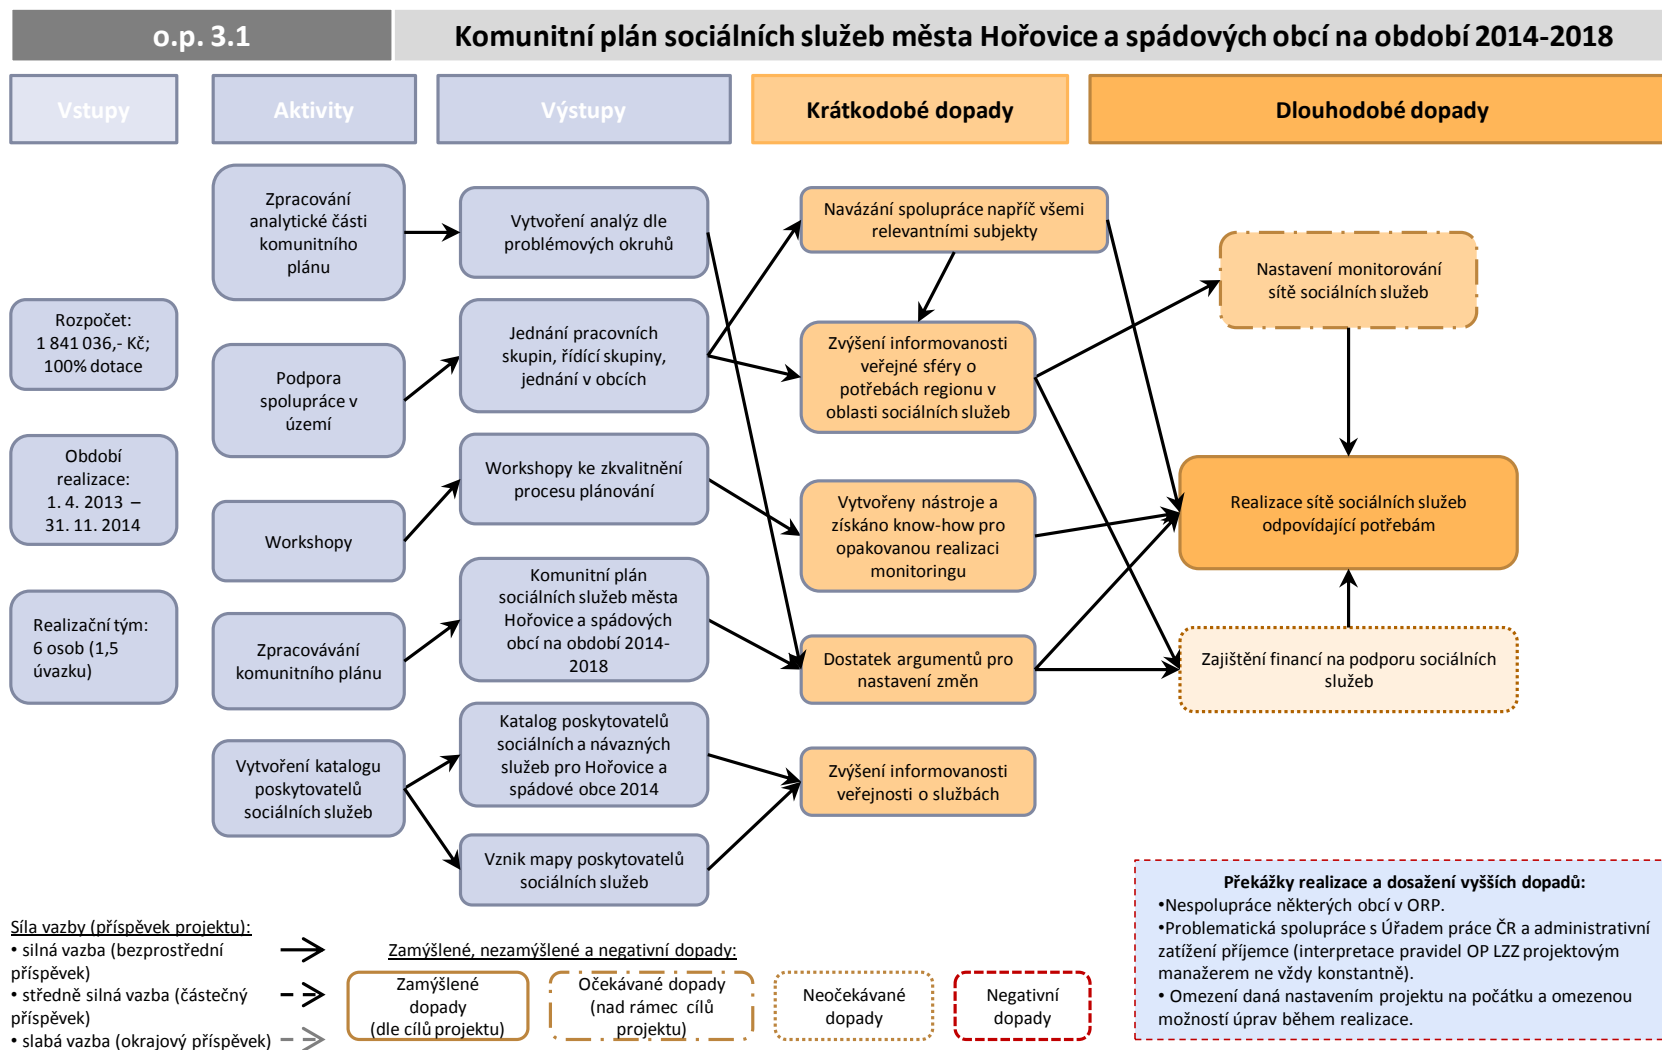 o.p. 3.1
Komunitní plán sociálních služeb města Hořovice a spádových obcí na období 2014-2018
Vstupy
Aktivity
Výstupy
Krátkodobé dopady
Dlouhodobé dopady
Rozpočet:
1 841 036,- Kč;
100% dotace
Období
realizace:
1. 4. 2013 –
31. 11. 2014
Realizační tým:
6 osob (1,5
úvazku)
Zpracování
analytické části
komunitního
plánu
Podpora
spolupráce v
území
Workshopy
Zpracovávání
komunitního plánu
Vytvoření katalogu
poskytovatelů
sociálních služeb
Vytvoření analýz dle
problémových okruhů
Jednání pracovních
skupin, řídící skupiny,
jednání v obcích
Workshopy ke zkvalitnění
procesu plánování
Komunitní plán
sociálních služeb města
Hořovice a spádových
obcí na období 2014-
2018
Katalog poskytovatelů
sociálních a návazných
služeb pro Hořovice a
spádové obce 2014
Vznik mapy poskytovatelů
sociálních služeb
Navázání spolupráce napříč všemi
relevantními subjekty
Zvýšení informovanosti
veřejné sféry o
potřebách regionu v
oblasti sociálních služeb
Vytvořeny nástroje a
získáno know-how pro
opakovanou realizaci
monitoringu
Dostatek argumentů pro
nastavení změn
Zvýšení informovanosti
veřejnosti o službách
Nastavení monitorování
sítě sociálních služeb
Realizace sítě sociálních služeb
odpovídající potřebám
Zajištění financí na podporu sociálních
služeb
Překážky realizace a dosažení vyšších dopadů:
•Nespolupráce některých obcí v ORP.
•Problematická spolupráce s Úřadem práce ČR a administrativní
zatížení příjemce (interpretace pravidel OP LZZ projektovým
manažerem ne vždy konstantně).
• Omezení daná nastavením projektu na počátku a omezenou
možností úprav během realizace.
Síla vazby (příspěvek projektu):
• silná vazba (bezprostřední
příspěvek)
• středně silná vazba (částečný
příspěvek)
• slabá vazba (okrajový příspěvek)
Zamýšlené, nezamýšlené a negativní dopady:
Zamýšlené
dopady
(dle cílů projektu)
Očekávané dopady
(nad rámec cílů
projektu)
Neočekávané
dopady
Negativní
dopady